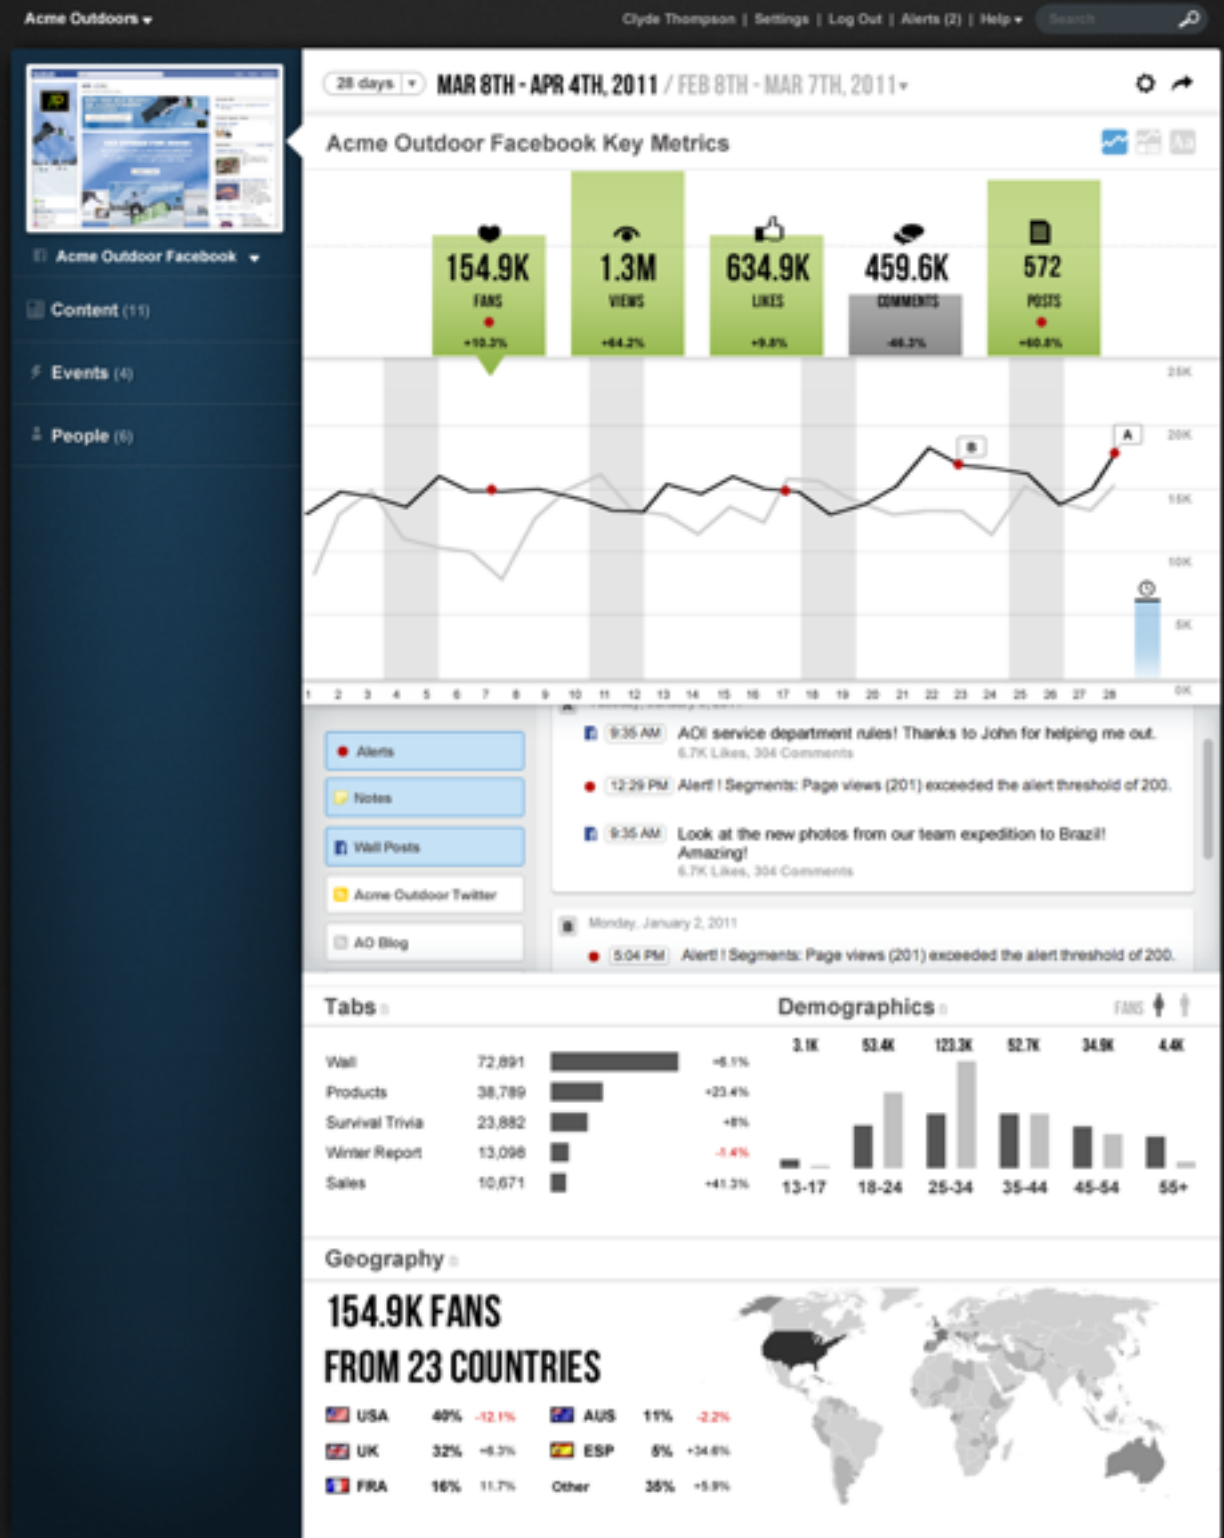 Acme Outdoors
Clyde Thompson | Settings | Log Out | Alerts (2) | Help
Search
Acme Outdoor Facebook
Content (11)
Events (4)
People (6)
28 days
MAR 8TH - APR 4TH, 2011 / FEB 8TH - MAR 7TH, 2011
Acme Outdoor Facebook Key Metrics
154.9K 1.3M 634.9K 459.6K 572
FANS VIEWS LIKES COMMENTS POSTS
+10.3% +64.2% +9.8% -46.3% +60.8%
25K
20K
15K
10K
5K
0K
B
A
1 2 3 4 5 6 7 8 9 10 11 12 13 14 15 16 17 18 19 20 21 22 23 24 25 26 27 28
Alerts
Notes
Wall Posts
Acme Outdoor Twitter
AO Blog
9:35 AM AOI service department rules! Thanks to John for helping me out.
6.7K Likes, 304 Comments
12:29 PM Alert! ! Segments: Page views (201) exceeded the alert threshold of 200.
9:35 AM Look at the new photos from our team expedition to Brazil!
Amazing!
6.7K Likes, 304 Comments
B Monday, January 2, 2011
5:04 PM Alert! ! Segments: Page views (201) exceeded the alert threshold of 200.
Tabs
Wall 72,891
Products 38,789 +23.4%
Survival Trivia 23,882 +8%
Winter Report 13,098 -1.4%
Sales 10,671 +41.3%
Demographics
FANS
3.1K 53.4K 123.3K 52.7K 34.9K 4.4K
13-17 18-24 25-34 35-44 45-54 55+
Geography
154.9K FANS
FROM 23 COUNTRIES
USA 40% -12.1% AUS 11% -2.2%
UK 32% +6.3% ESP 5% +34.6%
FRA 16% 11.7% Other 35% +5.9%